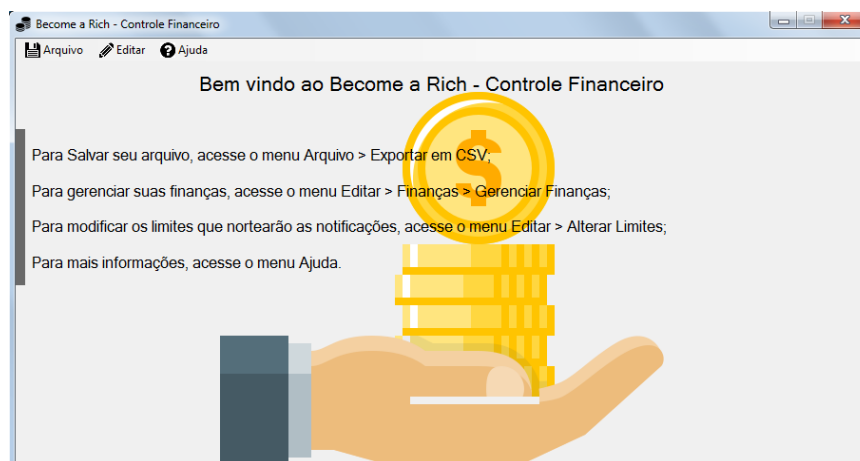 Become a Rich - Controle Financeiro
Arquivo Editar Ajuda
Bem vindo ao Become a Rich - Controle Financeiro
$
Para Salvar seu arquivo, acesse o menu Arquivo > Exportar em CSV;
Para gerenciar suas finanças, acesse o menu Editar > Finanças > Gerenciar Finanças;
Para modificar os limites que nortearão as notificações, acesse o menu Editar > Alterar Limites;
Para mais informações, acesse o menu Ajuda.